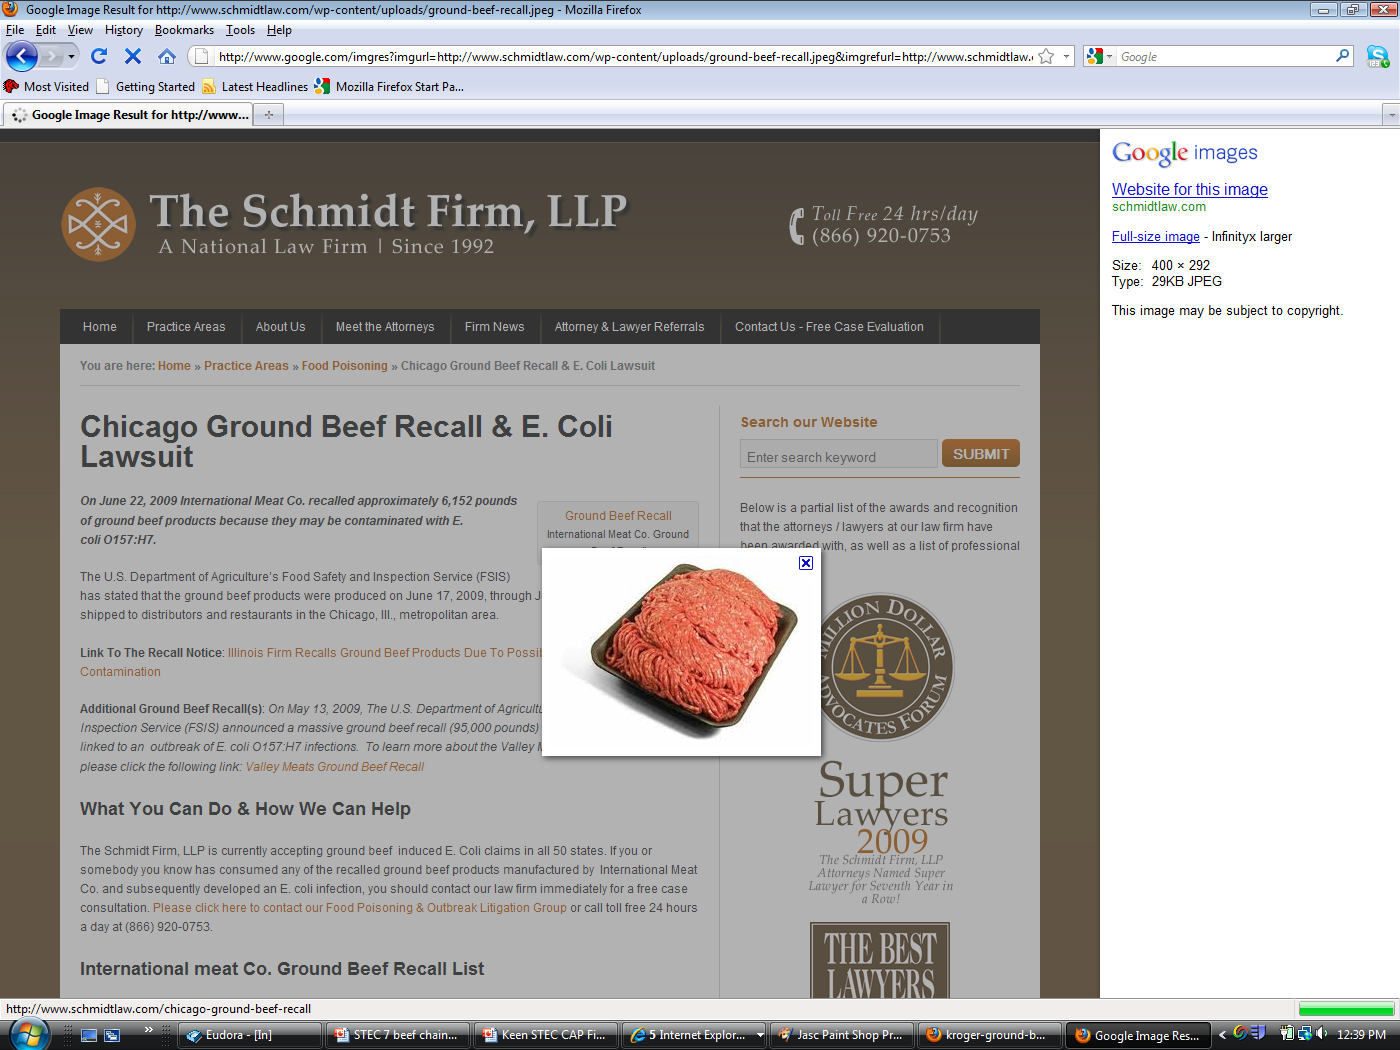 Google Image Result for http://www.schmidtlaw.com/wp-content/uploads/ground-beef-recall.jpeg - Mozilla Firefox
File Edit View History Bookmarks Tools Help
http://www.google.com/imgres?imgurl=http://www.schmidtlaw.com/wp-content/uploads/ground-beef-recall.jpeg&imgrefurl=http://www.schmidtlaw.
Google
Most Visited Getting Started Latest Headlines Mozilla Firefox Start Pa...
Google Image Result for http://www...
Google images
Website for this image
schmidtlaw.com
Full-size image - Infinityx larger
Size: 400 × 292
Type: 29KB JPEG
This image may be subject to copyright.
The Schmidt Firm, LLP
A National Law Firm | Since 1992
Toll Free 24 hrs/day
(866) 920-0753
Home Practice Areas About Us Meet the Attorneys Firm News Attorney & Lawyer Referrals Contact Us - Free Case Evaluation
You are here: Home » Practice Areas » Food Poisoning » Chicago Ground Beef Recall & E. Coli Lawsuit
Chicago Ground Beef Recall & E. Coli
Lawsuit
On June 22, 2009 International Meat Co. recalled approximately 6,152 pounds
of ground beef products because they may be contaminated with E.
coli O157:H7.
Ground Beef Recall
International Meat Co. Ground
The U.S. Department of Agriculture's Food Safety and Inspection Service (FSIS)
has stated that the ground beef products were produced on June 17, 2009, through
shipped to distributors and restaurants in the Chicago, Ill., metropolitan area.
Link To The Recall Notice: Illinois Firm Recalls Ground Beef Products Due To Possib
Contamination
Additional Ground Beef Recall(s): On May 13, 2009, The U.S. Department of Agricultu
Inspection Service (FSIS) announced a massive ground beef recall (95,000 pounds)
linked to an outbreak of E. coli O157:H7 infections. To learn more about the Valley M
please click the following link: Valley Meats Ground Beef Recall
What You Can Do & How We Can Help
The Schmidt Firm, LLP is currently accepting ground beef induced E. Coli claims in all 50 states. If you or
somebody you know has consumed any of the recalled ground beef products manufactured by International Meat
Co. and subsequently developed an E. coli infection, you should contact our law firm immediately for a free case
consultation. Please click here to contact our Food Poisoning & Outbreak Litigation Group or call toll free 24 hours
a day at (866) 920-0753.
International meat Co. Ground Beef Recall List
Search our Website
Enter search keyword SUBMIT
Below is a partial list of the awards and recognition
that the attorneys / lawyers at our law firm have
been awarded with, as well as a list of professional
MILLION DOLLAR
ADVOCATES FORUM
Super
Lawyers
2009
The Schmidt Firm, LLP
Attorneys Named Super
Lawyer for Seventh Year in
a Row!
THE BEST
LAWYERS
http://www.schmidtlaw.com/chicago-ground-beef-recall
Eudora - [In] STEC 7 beef chain... Keen STEC CAP Fi... 5 Internet Explor... Jasc Paint Shop Pr... kroger-ground-b... Google Image Res... 12:39 PM